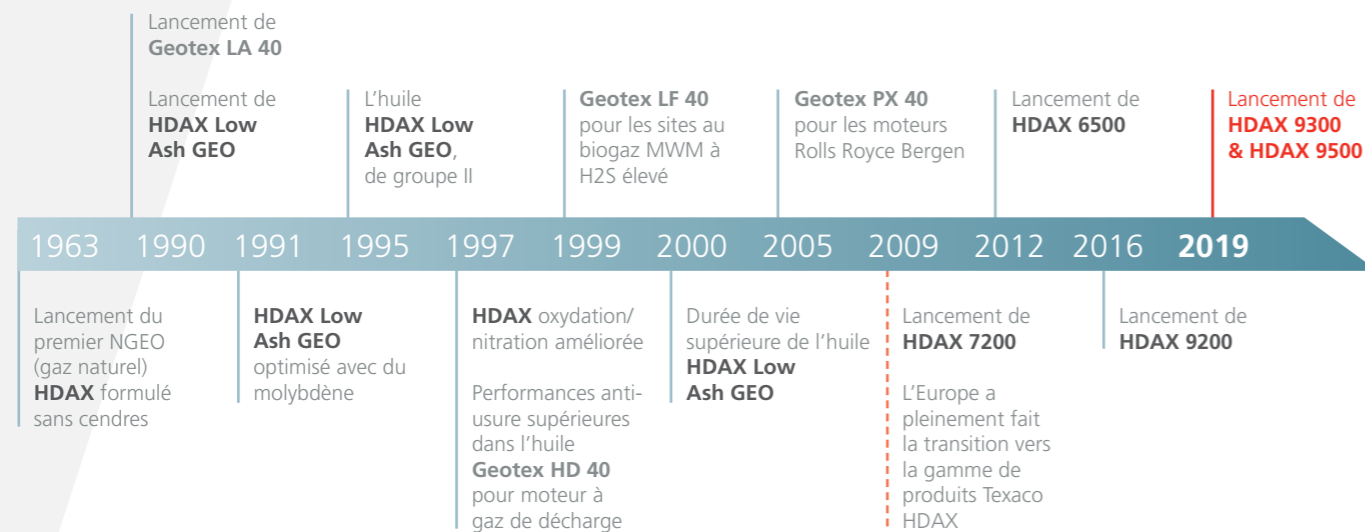 Lancement de
Geotex LA 40
Lancement de
HDAX Low
Ash GEO
L’huile
HDAX Low
Ash GEO,
de groupe II
Geotex LF 40
pour les sites au
biogaz MWM à
H2S élevé
Geotex PX 40
pour les moteurs
Rolls Royce Bergen
Lancement de
HDAX 6500
Lancement de
HDAX 9300
& HDAX 9500
1963 1990 1991 1995 1997 1999 2000 2005 2009 2012 2016 2019
Lancement du
premier NGEO
(gaz naturel)
HDAX formulé
sans cendres
HDAX Low
Ash GEO
optimisé avec du
molybdène
HDAX oxydation/
nitration améliorée
Performances anti-
usure supérieures
dans l’huile
Geotex HD 40
pour moteur à
gaz de décharge
Durée de vie
supérieure de l’huile
HDAX Low
Ash GEO
Lancement de
HDAX 7200
L’Europe a
pleinement fait
la transition vers
la gamme de
produits Texaco
HDAX
Lancement de
HDAX 9200